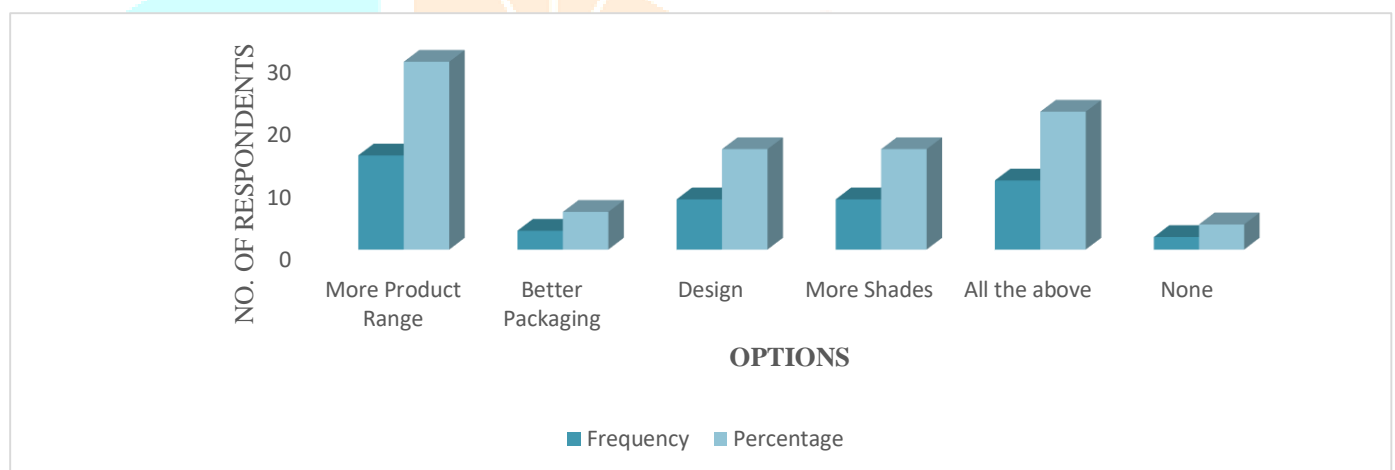 NO. OF RESPONDENTS
30
20
10
0
More Product Range
Better Packaging
Design
More Shades
All the above
None
OPTIONS
Frequency
Percentage